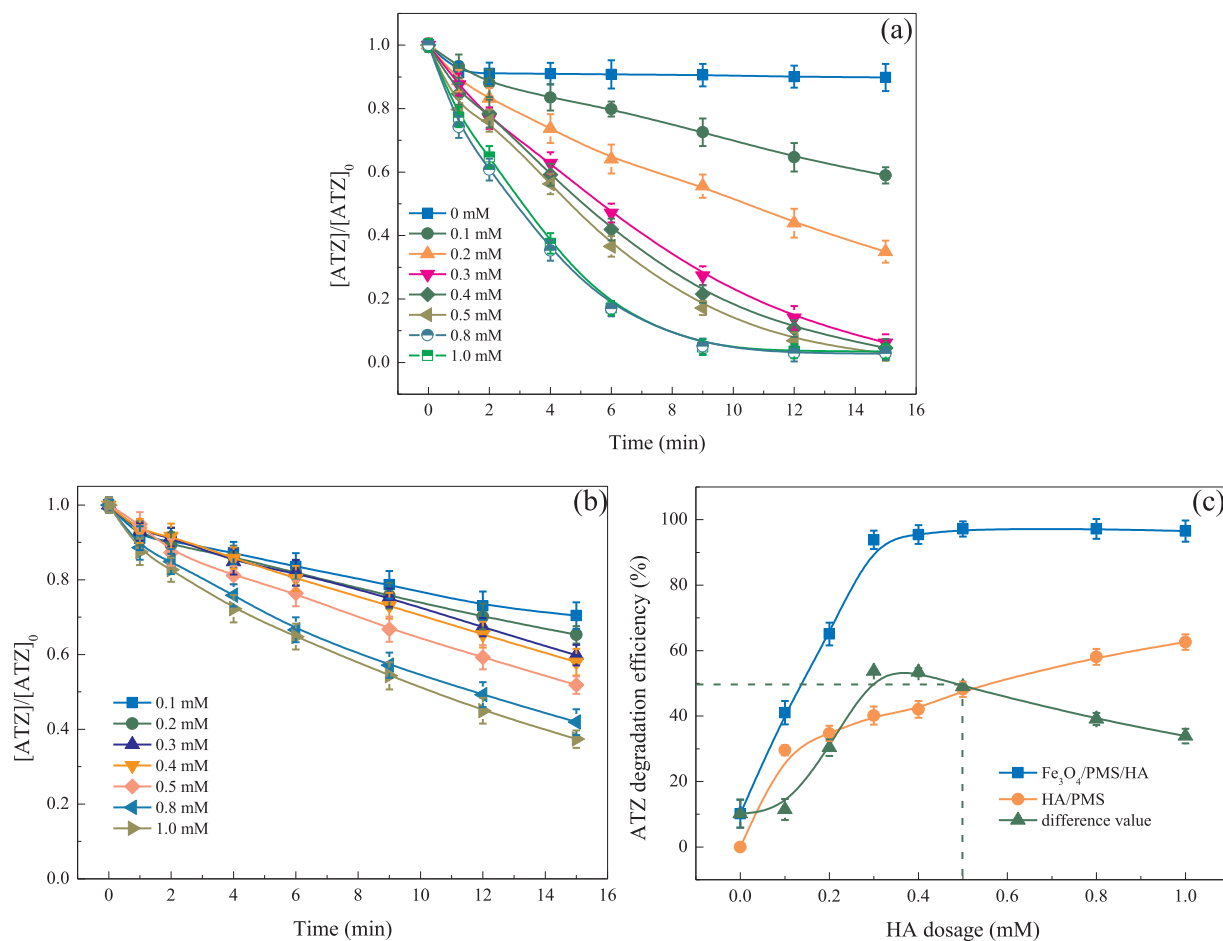 (a)
1.0
0.8
0.6
0.4
0.2
0.0
[ATZ]/[ATZ]₀
0 mM
0.1 mM
0.2 mM
0.3 mM
0.4 mM
0.5 mM
0.8 mM
1.0 mM
0 2 4 6 8 10 12 14 16
Time (min)
(b)
1.0
0.8
0.6
0.4
0.2
0.0
[ATZ]/[ATZ]₀
0.1 mM
0.2 mM
0.3 mM
0.4 mM
0.5 mM
0.8 mM
1.0 mM
0 2 4 6 8 10 12 14 16
Time (min)
(c)
100
80
60
40
20
0
ATZ degradation efficiency (%)
Fe₃O₄/PMS/HA
HA/PMS
difference value
0.0 0.2 0.4 0.6 0.8 1.0
HA dosage (mM)